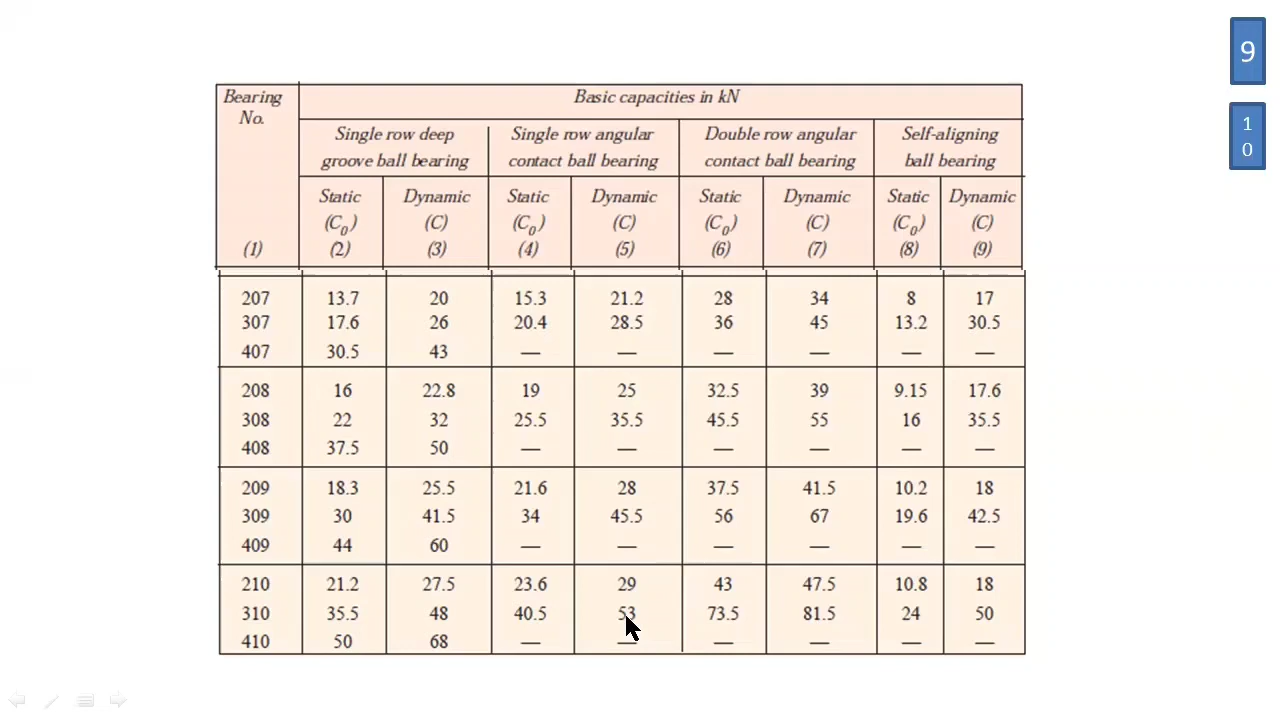 9
1
0
Bearing No. Basic capacities in kN
Single row deep groove ball bearing Single row angular contact ball bearing Double row angular contact ball bearing Self-aligning ball bearing
Static Dynamic Static Dynamic Static Dynamic Static Dynamic
(C0) (C) (C0) (C) (C0) (C) (C0) (C)
(1) (2) (3) (4) (5) (6) (7) (8) (9)
207 13.7 20 15.3 21.2 28 34 8 17
307 17.6 26 20.4 28.5 36 45 13.2 30.5
407 30.5 43 — — — — — —
208 16 22.8 19 25 32.5 39 9.15 17.6
308 22 32 25.5 35.5 45.5 55 16 35.5
408 37.5 50 — — — — — —
209 18.3 25.5 21.6 28 37.5 41.5 10.2 18
309 30 41.5 34 45.5 56 67 19.6 42.5
409 44 60 — — — — — —
210 21.2 27.5 23.6 29 43 47.5 10.8 18
310 35.5 48 40.5 53 73.5 81.5 24 50
410 50 68 — — — — — —